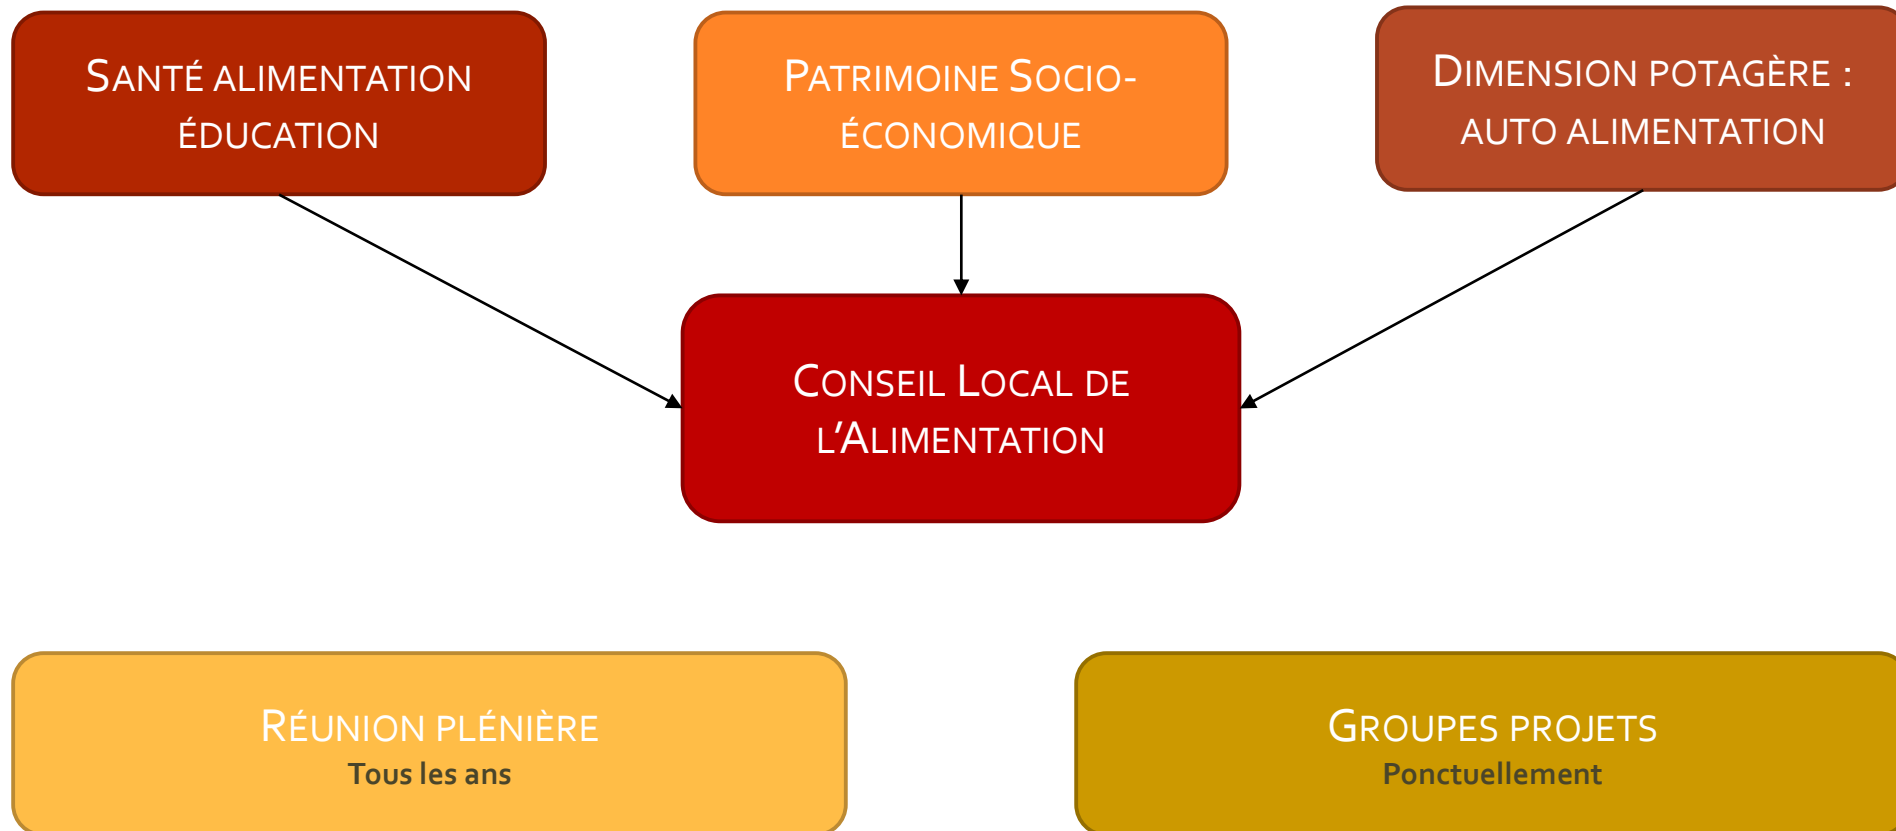 Santé alimentation
éducation
Patrimoine Socio-
économique
Dimension potagère :
auto alimentation
Conseil Local de
l’Alimentation
Réunion plénière
Tous les ans
Groupes projets
Ponctuellement